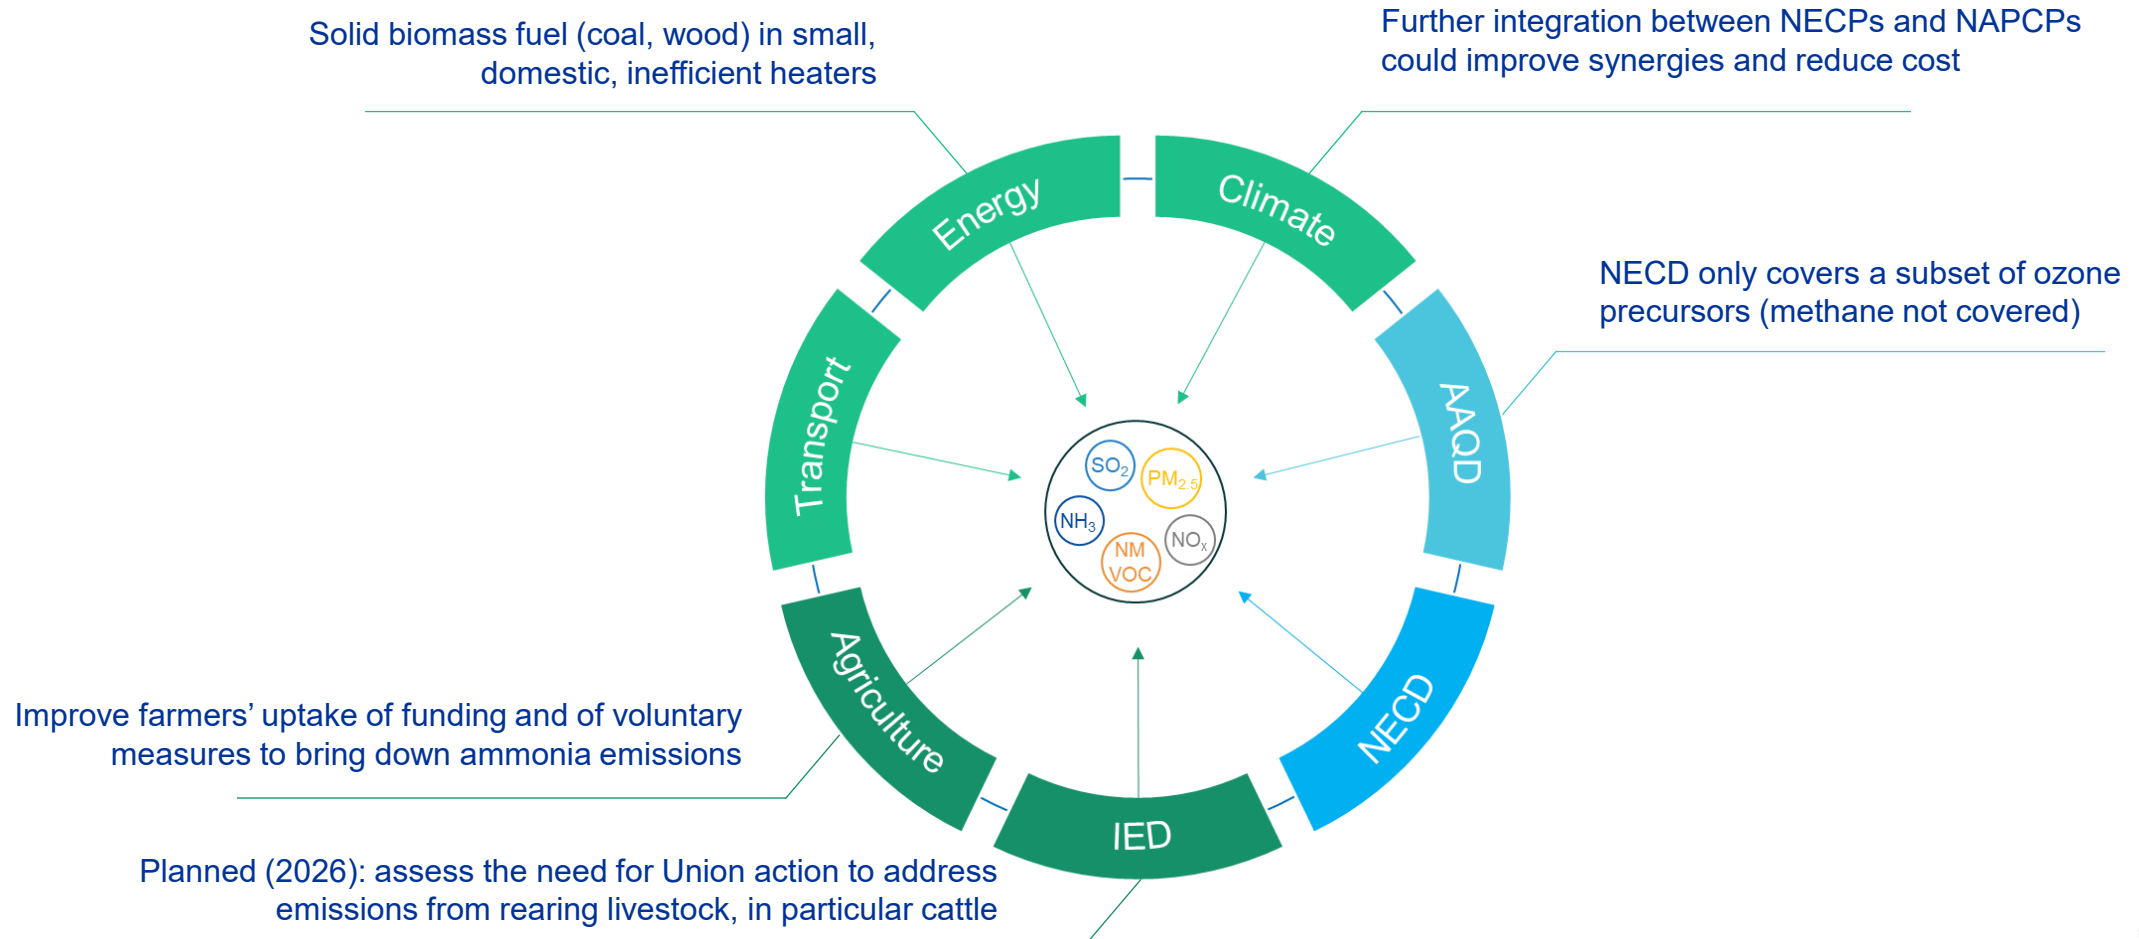 Solid biomass fuel (coal, wood) in small,
domestic, inefficient heaters
Further integration between NECPs and NAPCPs
could improve synergies and reduce cost
Energy
Climate
NECD only covers a subset of ozone
precursors (methane not covered)
Transport
AAQD
SO₂
PM₂.₅
NH₃
NOₓ
NM
VOC
Agriculture
NECD
Improve farmers’ uptake of funding and of voluntary
measures to bring down ammonia emissions
IED
Planned (2026): assess the need for Union action to address
emissions from rearing livestock, in particular cattle